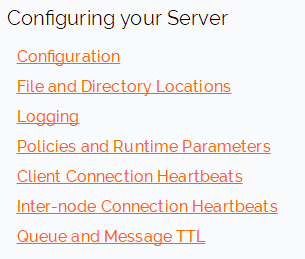 Configuring your Server
Configuration
File and Directory Locations
Logging
Policies and Runtime Parameters
Client Connection Heartbeats
Inter-node Connection Heartbeats
Queue and Message TTL